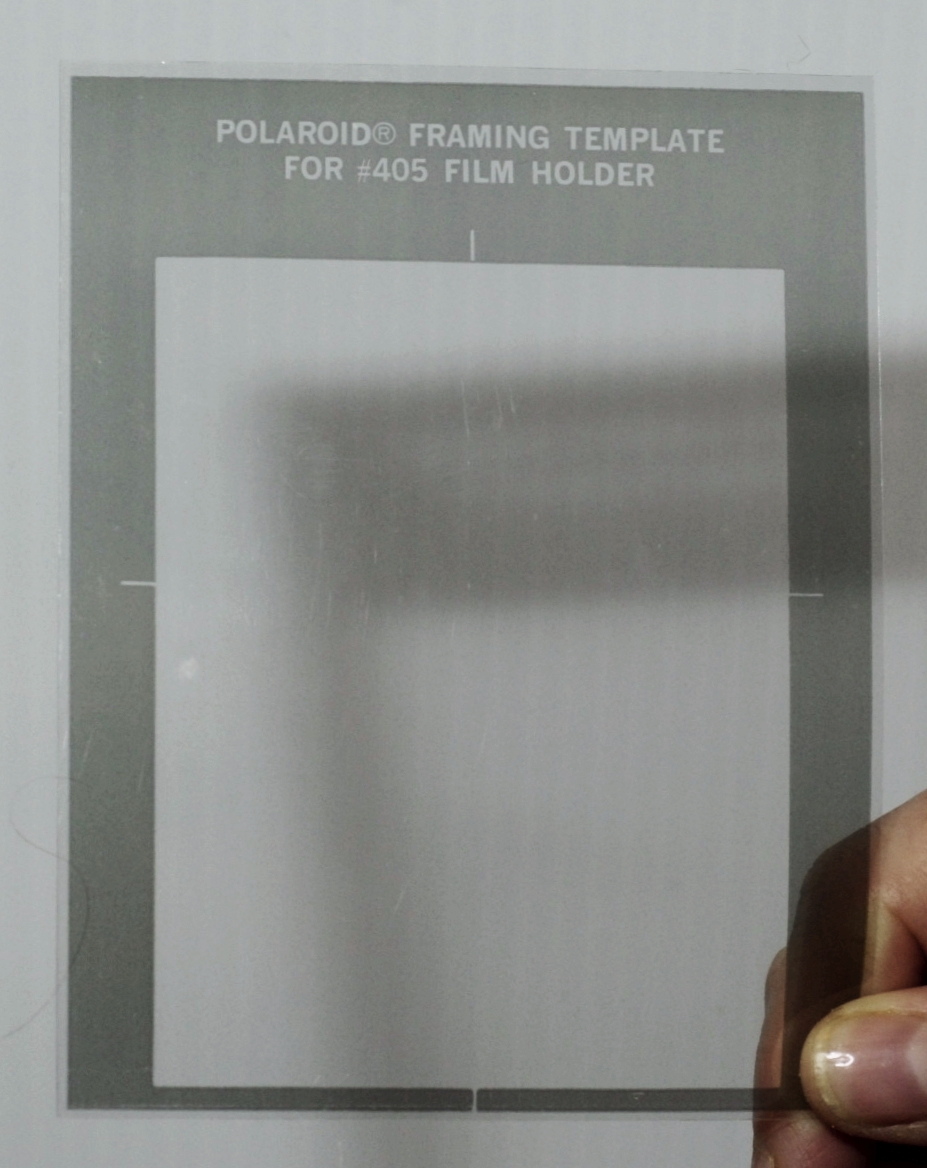 POLAROID® FRAMING TEMPLATE
FOR #405 FILM HOLDER